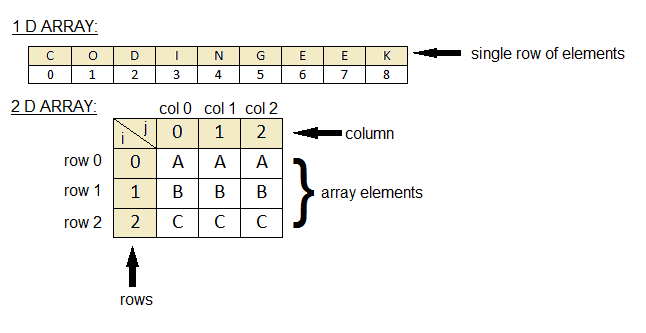 1 D ARRAY:
C O D I N G E E K
single row of elements
0 1 2 3 4 5 6 7 8
2 D ARRAY:
col 0 col 1 col 2
i j 0 1 2
column
row 0 0 A A A
row 1 1 B B B
array elements
row 2 2 C C C
rows